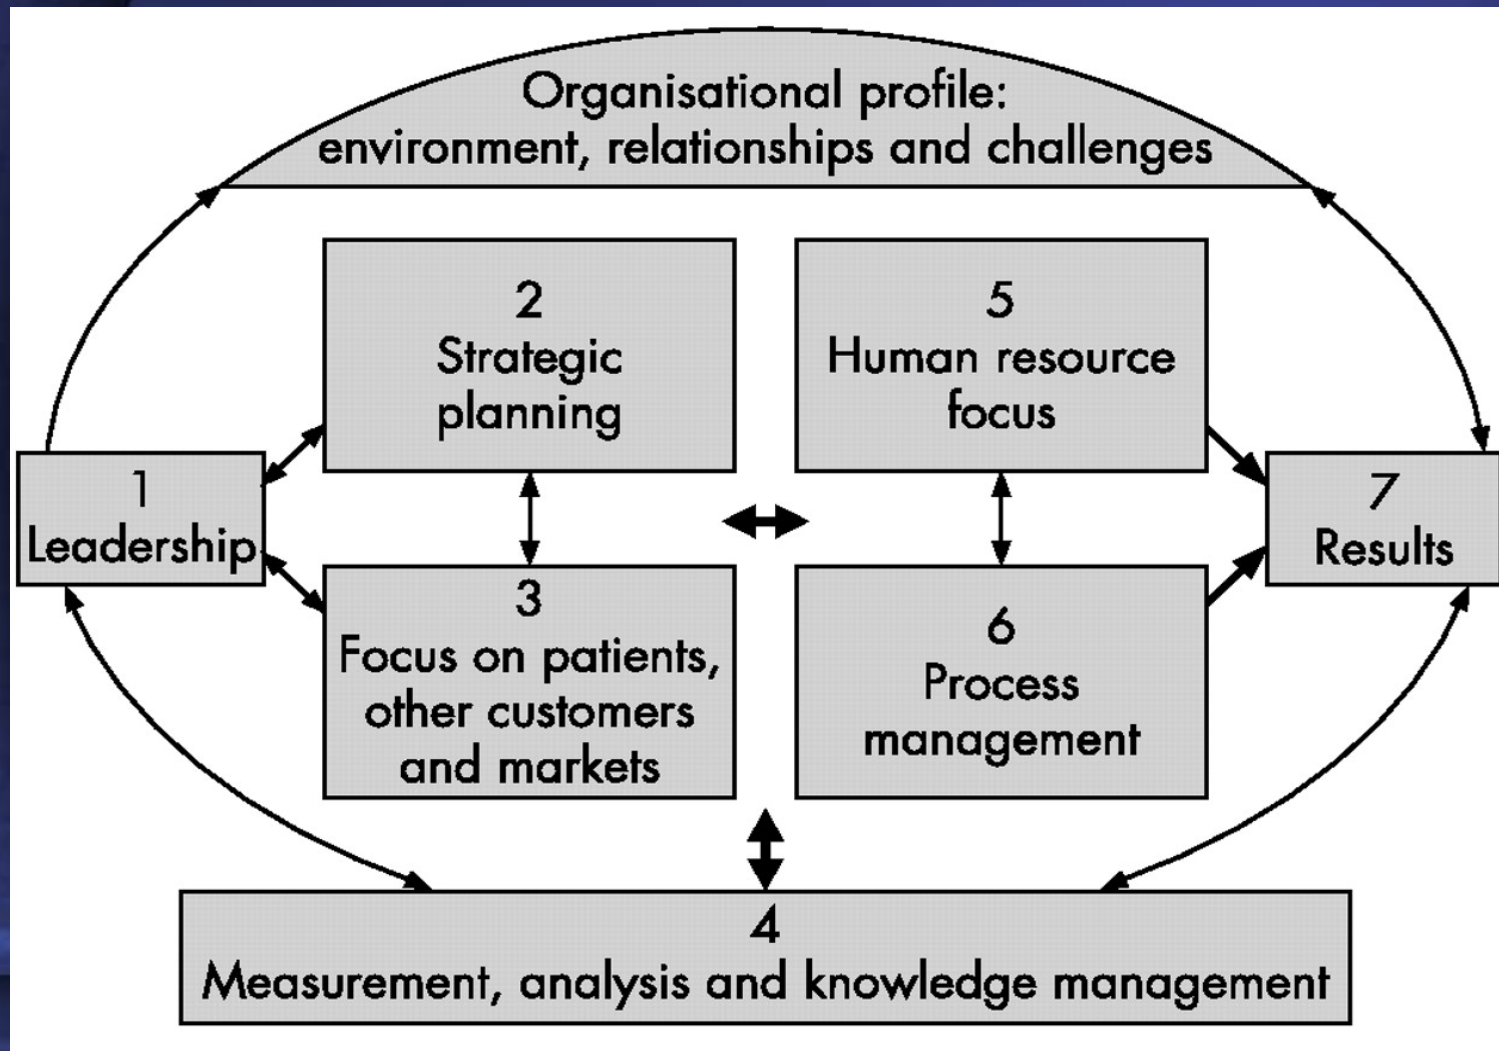 Organisational profile:
environment, relationships and challenges
2
Strategic
planning
5
Human resource
focus
1
Leadership
7
Results
3
Focus on patients,
other customers
and markets
6
Process
management
4
Measurement, analysis and knowledge management